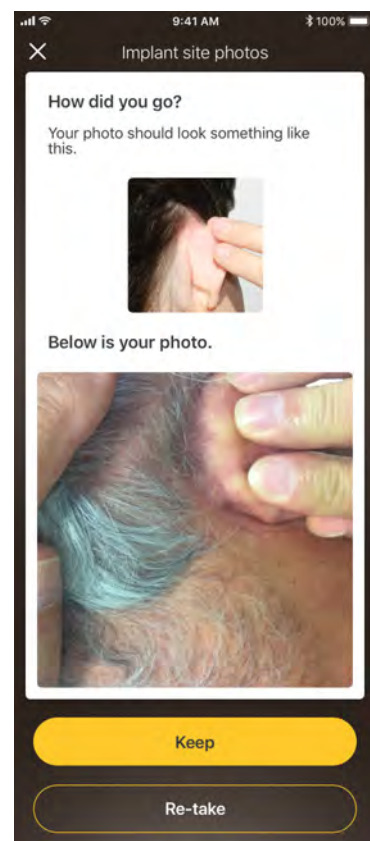 9:41 AM
100%
Implant site photos
How did you go?
Your photo should look something like
this.
Below is your photo.
Keep
Re-take